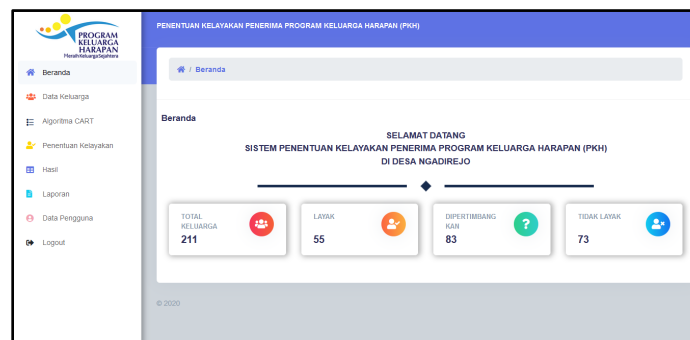 PROGRAM
KELUARGA
HARAPAN
Meraih Keluarga Sejahtera
Beranda
Data Keluarga
Algoritma CART
Penentuan Kelayakan
Hasil
Laporan
Data Pengguna
Logout
PENENTUAN KELAYAKAN PENERIMA PROGRAM KELUARGA HARAPAN (PKH)
/ Beranda
Beranda
SELAMAT DATANG
SISTEM PENENTUAN KELAYAKAN PENERIMA PROGRAM KELUARGA HARAPAN (PKH)
DI DESA NGADIREJO
TOTAL
KELUARGA
211
LAYAK
55
DIPERTIMBANG
KAN
83
?
TIDAK LAYAK
73
© 2020